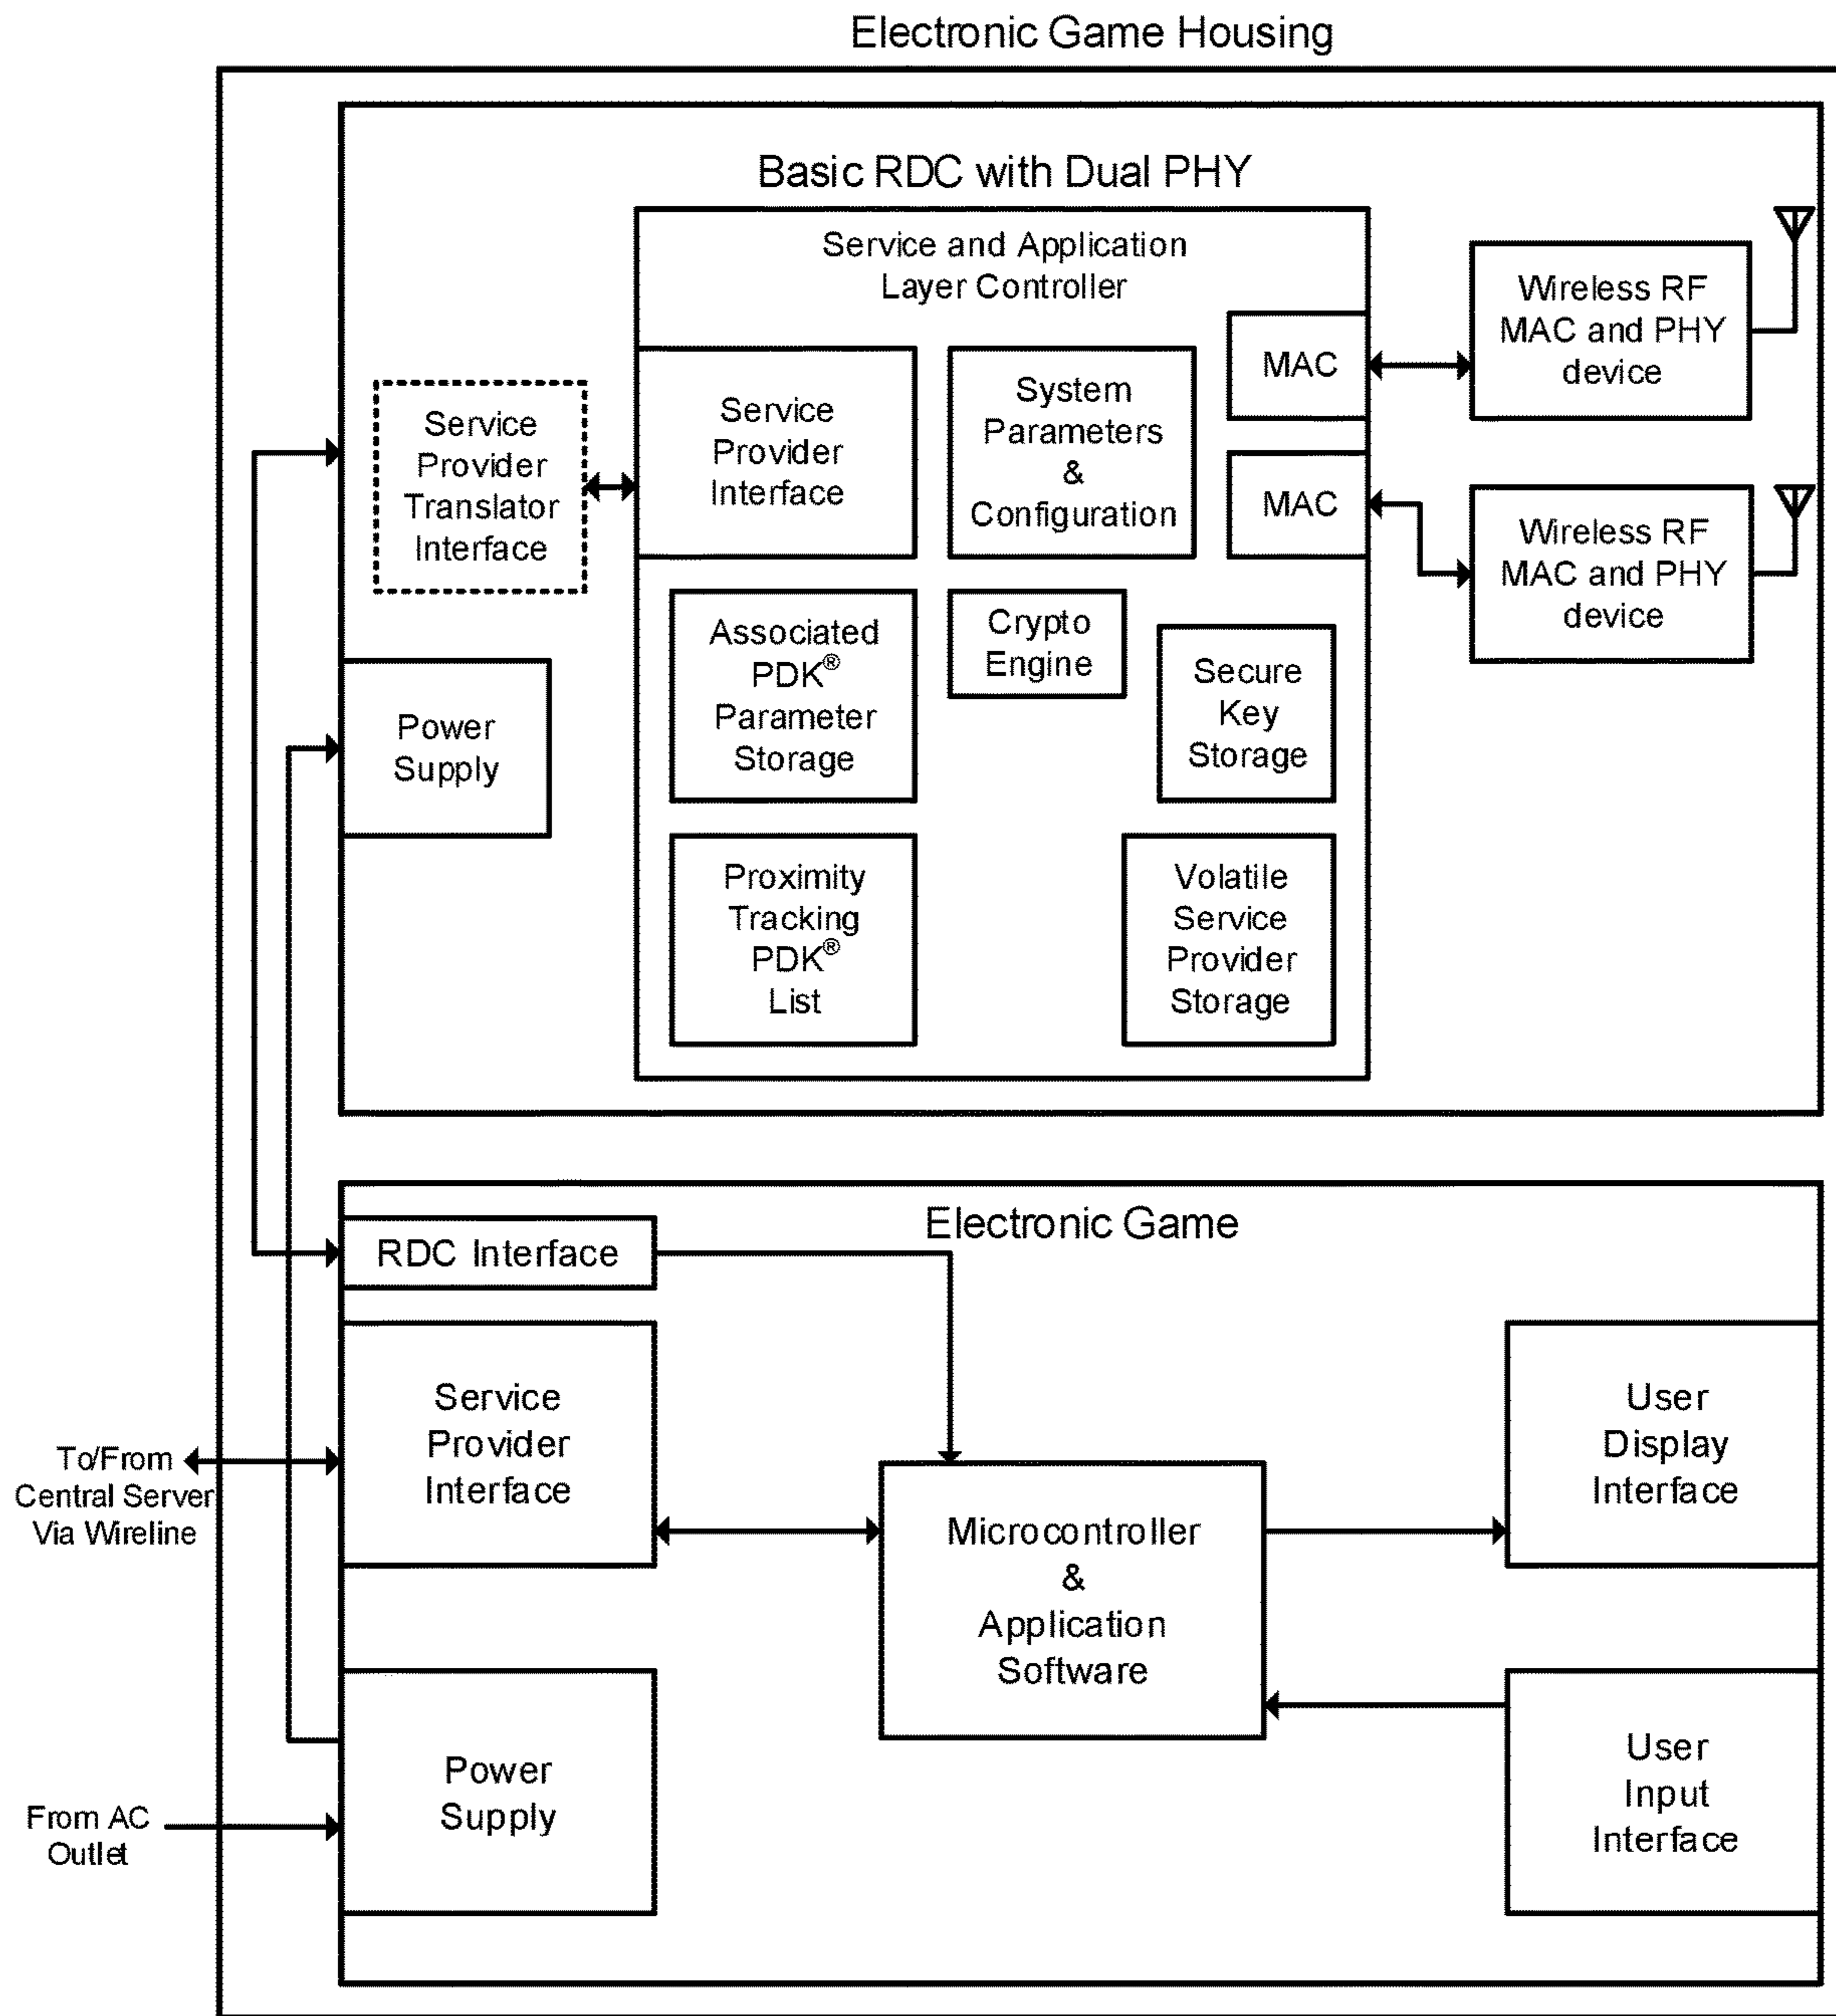 Electronic Game Housing
Basic RDC with Dual PHY
Service and Application
Layer Controller
Service
Provider
Translator
Interface
Service
Provider
Interface
System
Parameters
&
Configuration
MAC
MAC
Wireless RF
MAC and PHY
device
Wireless RF
MAC and PHY
device
Power
Supply
Associated
PDK®
Parameter
Storage
Crypto
Engine
Secure
Key
Storage
Proximity
Tracking
PDK®
List
Volatile
Service
Provider
Storage
Electronic Game
RDC Interface
Service
Provider
Interface
To/From
Central Server
Via Wireline
Microcontroller
&
Application
Software
User
Display
Interface
Power
Supply
From AC
Outlet
User
Input
Interface